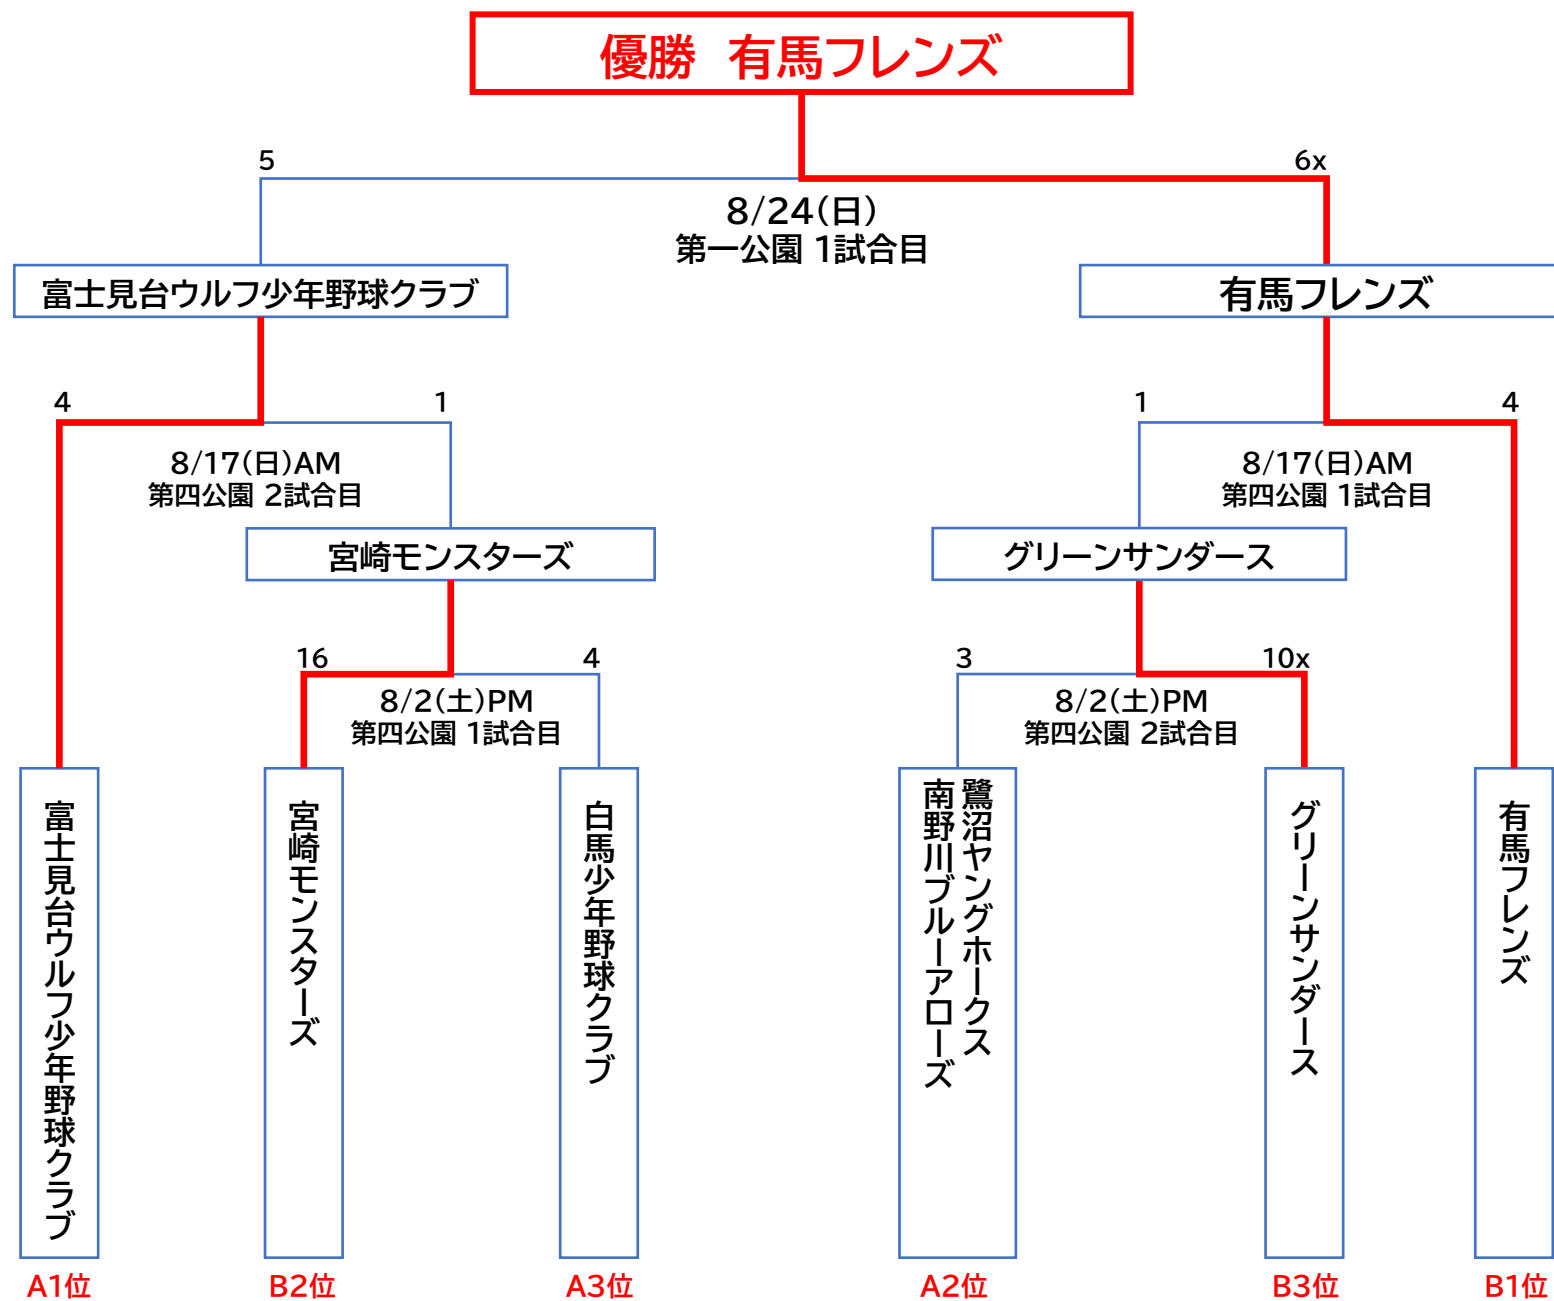 優勝　有馬フレンズ
5
6x
8/24(日)
第一公園 1試合目
富士見台ウルフ少年野球クラブ
有馬フレンズ
4
1
1
4
8/17(日)AM
第四公園 2試合目
8/17(日)AM
第四公園 1試合目
宮崎モンスターズ
グリーンサンダース
16
4
3
10x
8/2(土)PM
第四公園 1試合目
8/2(土)PM
第四公園 2試合目
富士見台ウルフ少年野球クラブ
宮崎モンスターズ
白馬少年野球クラブ
鷺沼ヤングホークス
南野川ブルーアローズ
グリーンサンダース
有馬フレンズ
A1位
B2位
A3位
A2位
B3位
B1位